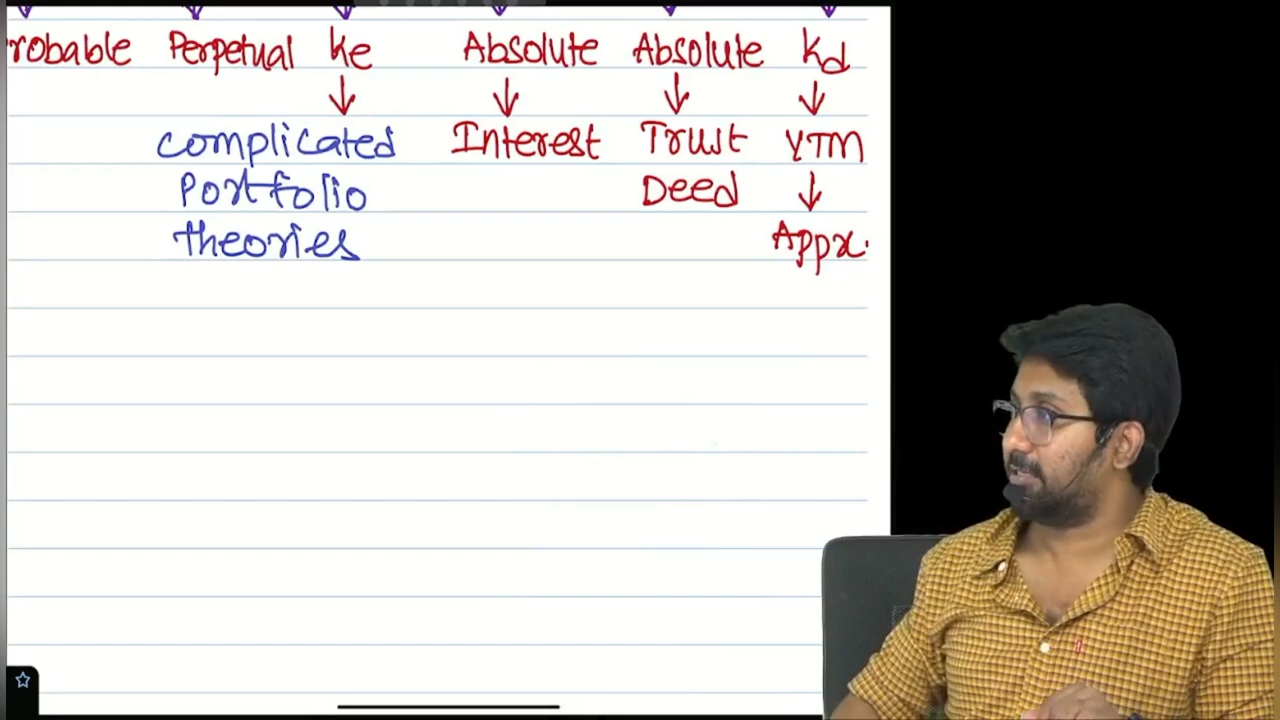 robable Perpetual ke Absolute Absolute kd
complicated Interest Trust YTM
Portfolio Deed
theories Appx.